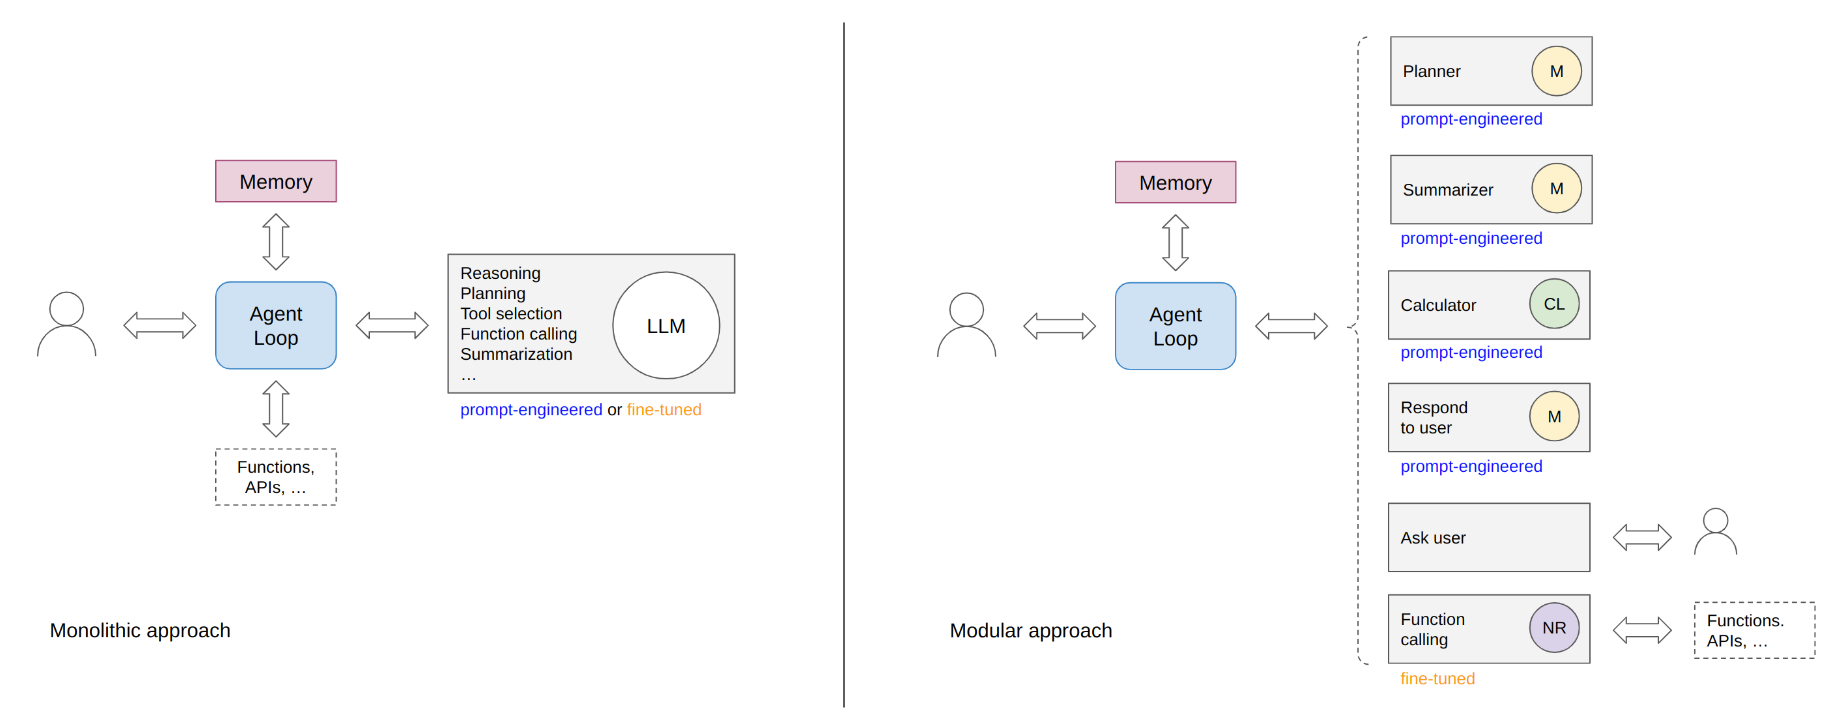 Memory
Agent
Loop
Functions,
APIs, …
Reasoning
Planning
Tool selection
Function calling
Summarization
…
LLM
prompt-engineered or fine-tuned
Monolithic approach
Memory
Agent
Loop
Planner
M
prompt-engineered
Summarizer
M
prompt-engineered
Calculator
CL
prompt-engineered
Respond
to user
M
prompt-engineered
Ask user
Function
calling
NR
fine-tuned
Functions.
APIs, …
Modular approach